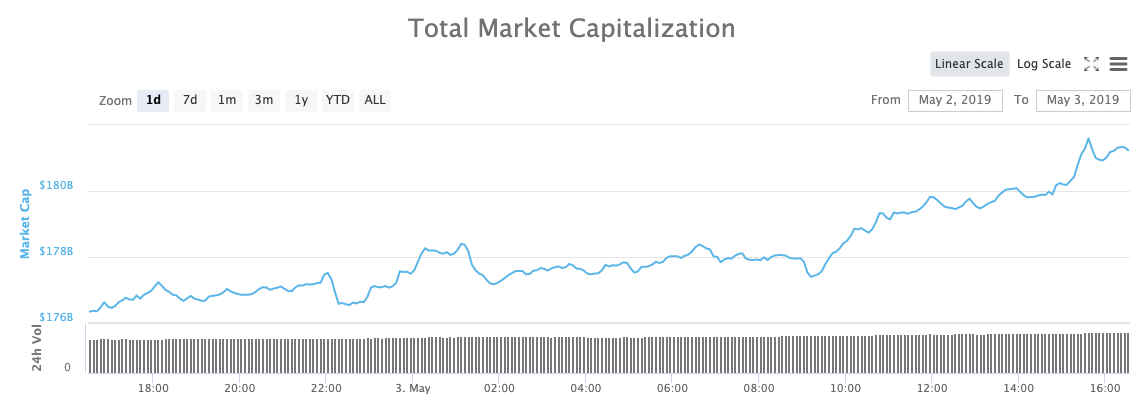 Total Market Capitalization
Linear Scale Log Scale
Zoom 1d 7d 1m 3m 1y YTD ALL From May 2, 2019 To May 3, 2019
Market Cap
$180B
$178B
$176B
24h Vol
0
18:00 20:00 22:00 3. May 02:00 04:00 06:00 08:00 10:00 12:00 14:00 16:00